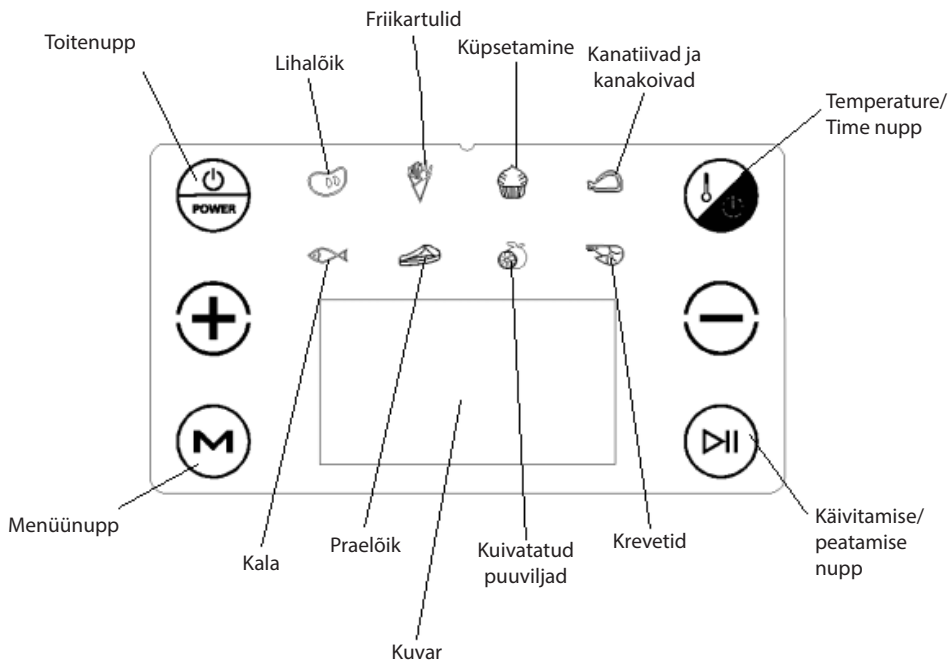 Friikartulid
Toitenupp
Küpsetamine
Lihalõik
Kanatiivad ja
kanakoivad
Temperature/
Time nupp
POWER
M
Menüünupp
Kala
Praelõik
Kuivatatud
puuviljad
Krevetid
Käivitamise/
peatamise
nupp
Kuvar